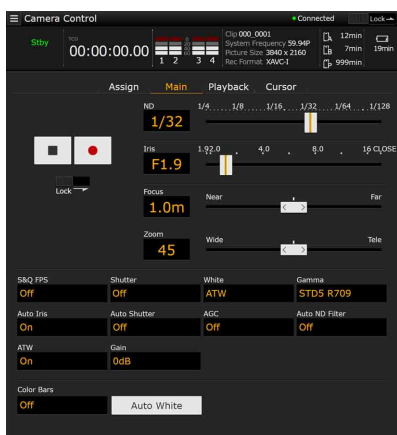 Camera Control
Connected
Lock
Stby
TCG
00:00:00.00
0
20
40
1 2 3 4
Clip 000_0001
System Frequency 59.94P
Picture Size 3840 x 2160
Rec Format XAVC-I
A 12min
B 7min
999min
19min
Assign Main Playback Cursor
ND
1/32
1/4 1/8 1/16 1/32 1/64 1/128
Iris
F1.9
1.9 2.0 4.0 8.0 16 CLOSE
Lock
Focus
1.0m
Near Far
Zoom
45
Wide Tele
S&Q FPS Shutter White Gamma
Off Off ATW STD5 R709
Auto Iris Auto Shutter AGC Auto ND Filter
On Off Off Off
ATW Gain
On 0dB
Color Bars
Off Auto White